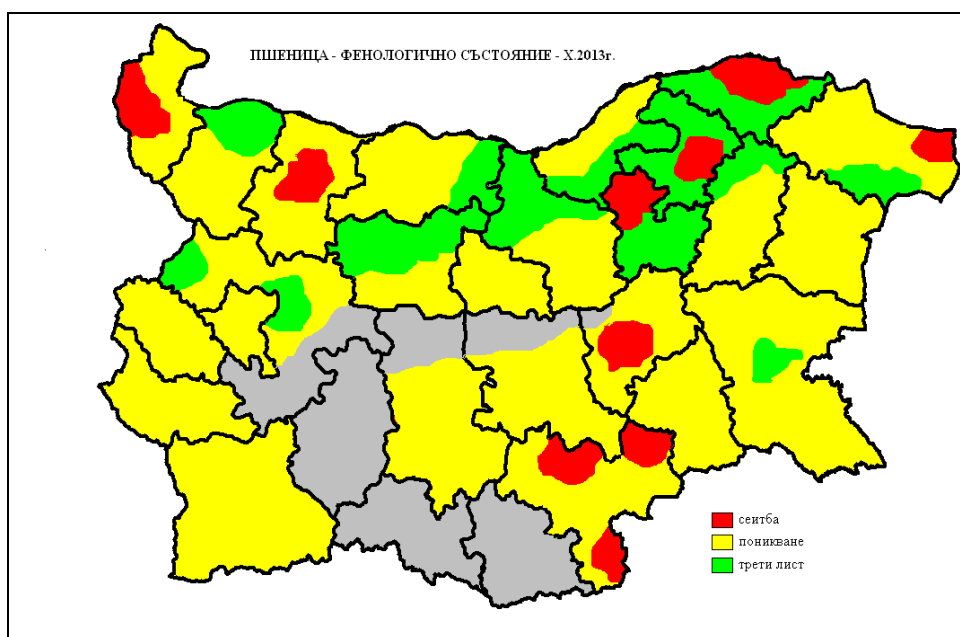 ПШЕНИЦА - ФЕНОЛОГИЧНО СЪСТОЯНИЕ - X.2013г.
сеитба
поникване
трети лист